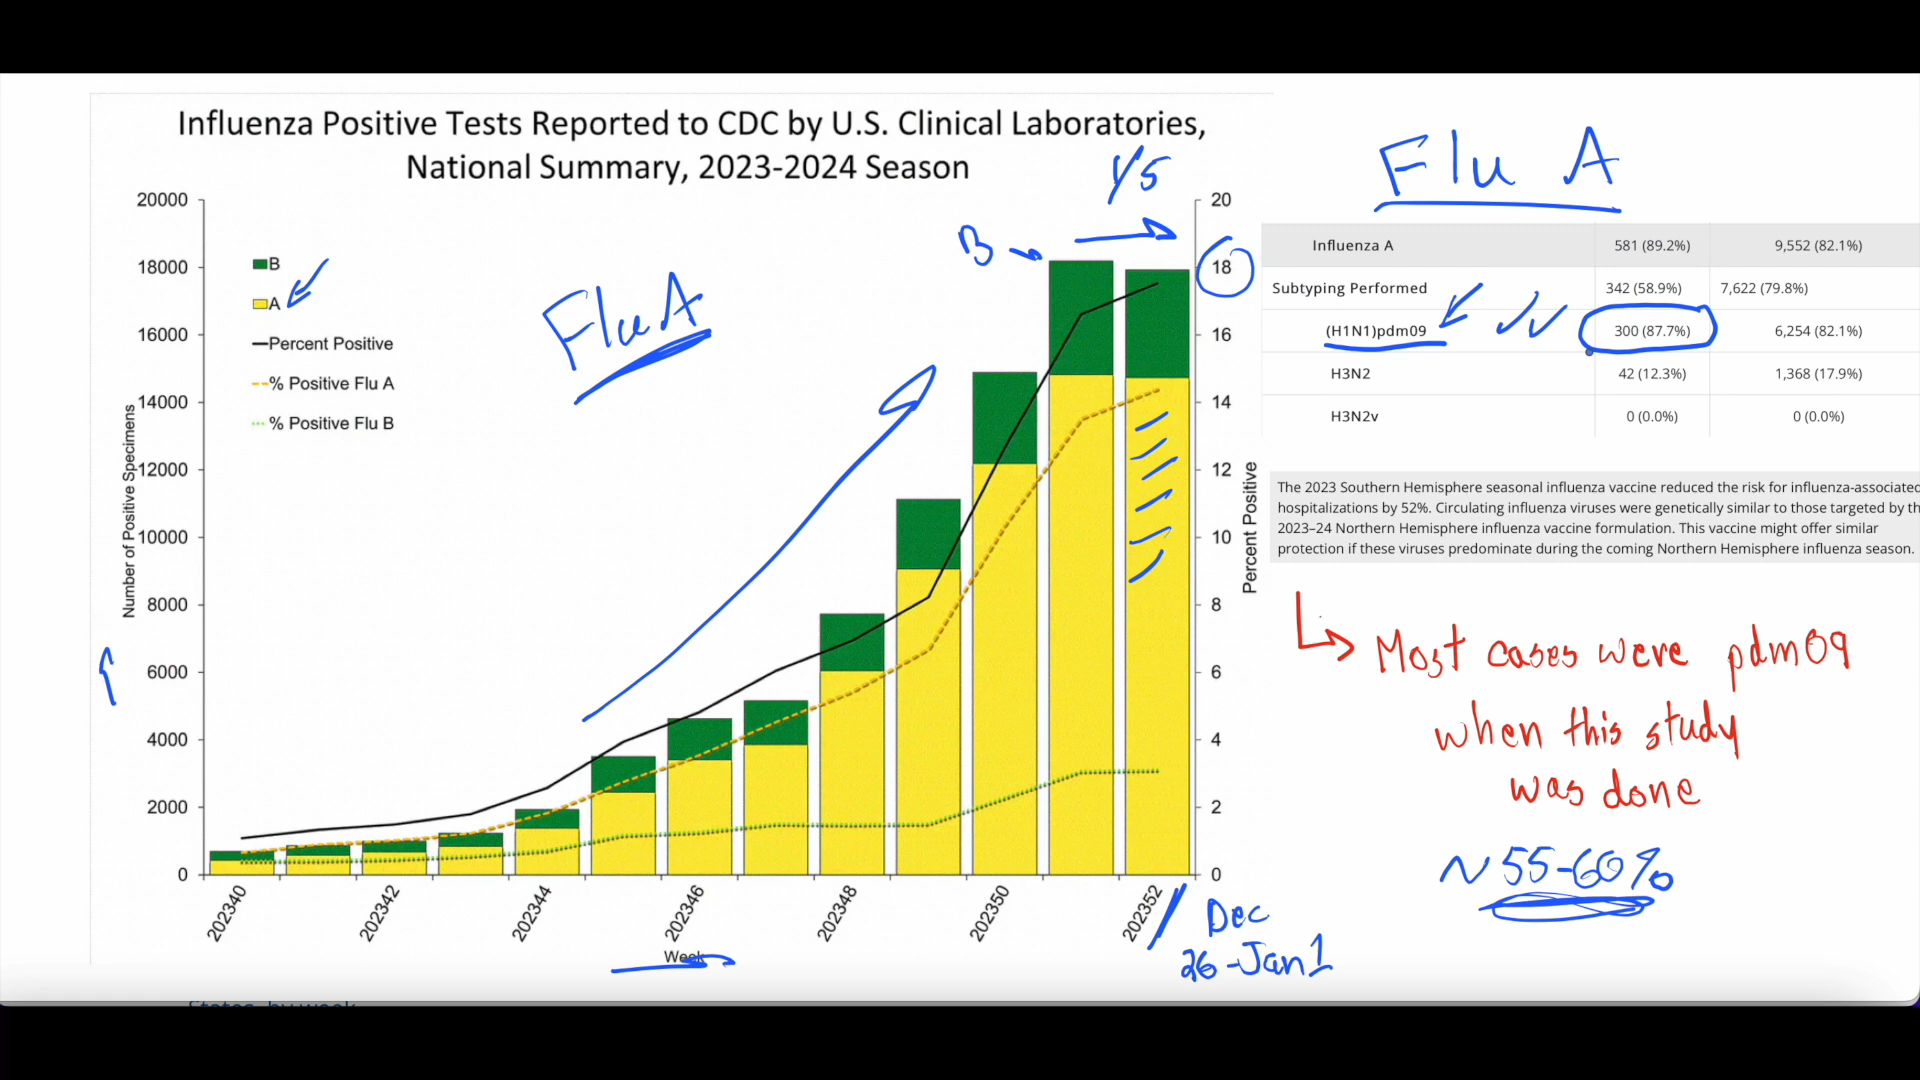 Influenza Positive Tests Reported to CDC by U.S. Clinical Laboratories,
National Summary, 2023-2024 Season
1/5
B
Flu A
Number of Positive Specimens
20000
18000
16000
14000
12000
10000
8000
6000
4000
2000
0
B
A
Percent Positive
% Positive Flu A
% Positive Flu B
Flu A
20
18
16
14
12
10
8
6
4
2
0
Percent Positive
202340
202342
202344
202346
202348
202350
202352
Week
Dec
26-Jan 1
Influenza A 581 (89.2%) 9,552 (82.1%)
Subtyping Performed 342 (58.9%) 7,622 (79.8%)
(H1N1)pdm09 300 (87.7%) 6,254 (82.1%)
H3N2 42 (12.3%) 1,368 (17.9%)
H3N2v 0 (0.0%) 0 (0.0%)
The 2023 Southern Hemisphere seasonal influenza vaccine reduced the risk for influenza-associated
hospitalizations by 52%. Circulating influenza viruses were genetically similar to those targeted by th
2023–24 Northern Hemisphere influenza vaccine formulation. This vaccine might offer similar
protection if these viruses predominate during the coming Northern Hemisphere influenza season.
Most cases were pdm09
when this study
was done
~55-60%